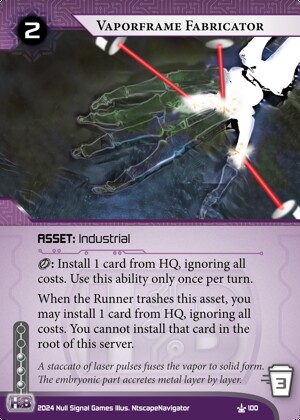 2
VAPORFRAME FABRICATOR
ASSET: Industrial
: Install 1 card from HQ, ignoring all
costs. Use this ability only once per turn.
When the Runner trashes this asset, you
may install 1 card from HQ, ignoring all
costs. You cannot install that card in the
root of this server.
A staccato of laser pulses fuses the vapor to solid form.
The embryonic part accretes metal layer by layer.
3
HB
2024 Null Signal Games Illus. NtscapeNavigator
100